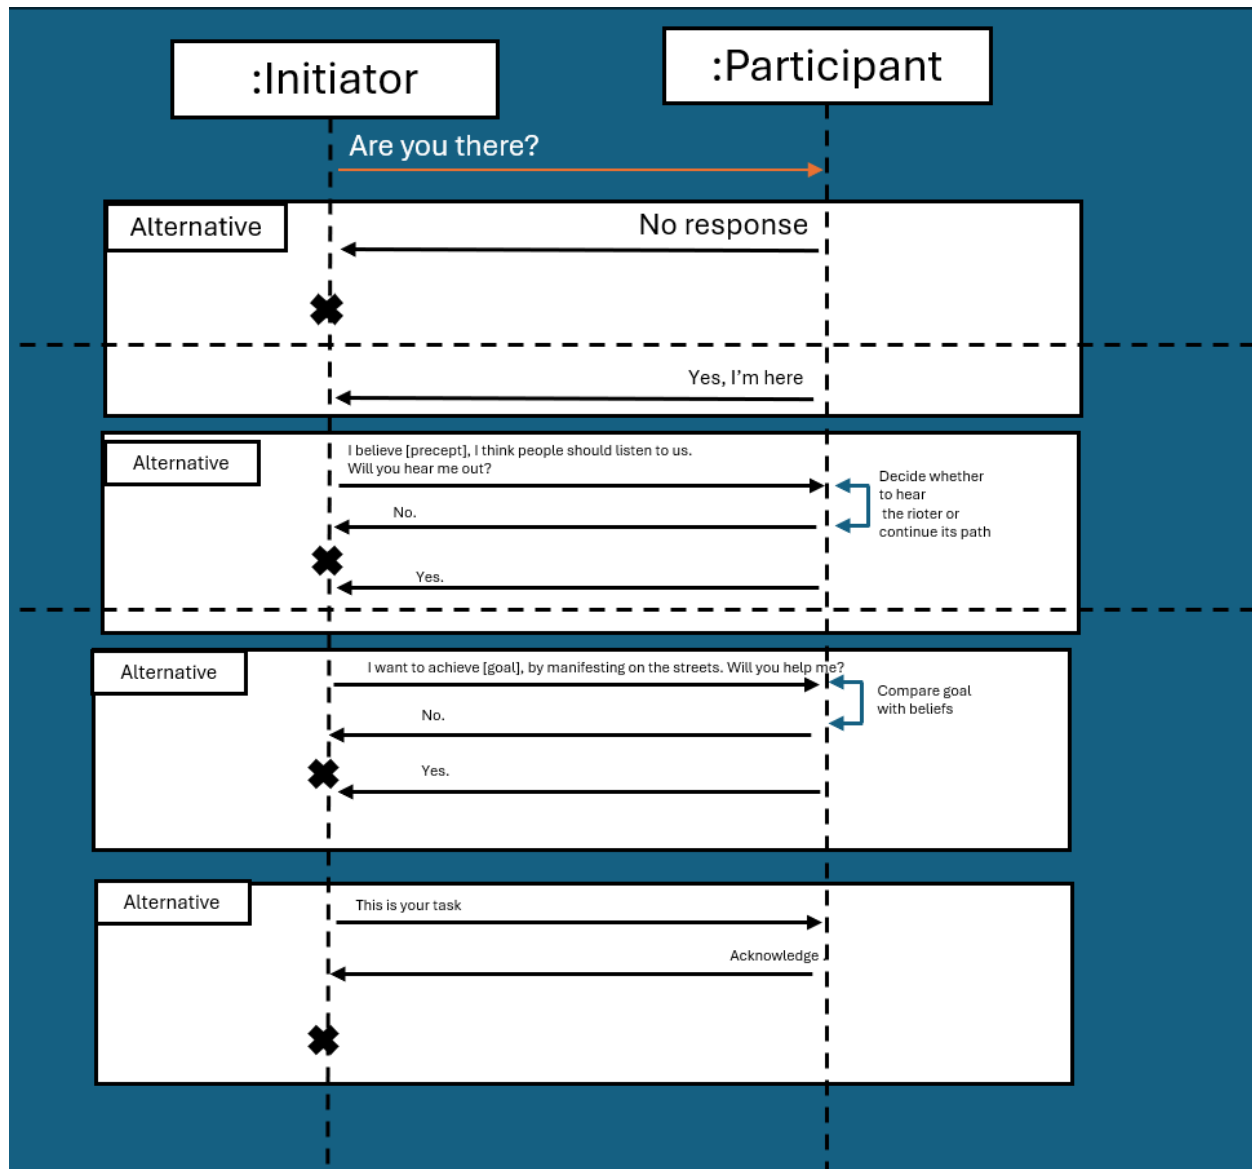 :Initiator
:Participant
Are you there?
Alternative
No response
Yes, I'm here
Alternative
I believe [precept], I think people should listen to us.
Will you hear me out?
Decide whether
to hear
the rioter or
continue its path
No.
Yes.
Alternative
I want to achieve [goal], by manifesting on the streets. Will you help me?
Compare goal
with beliefs
No.
Yes.
Alternative
This is your task
Acknowledge .